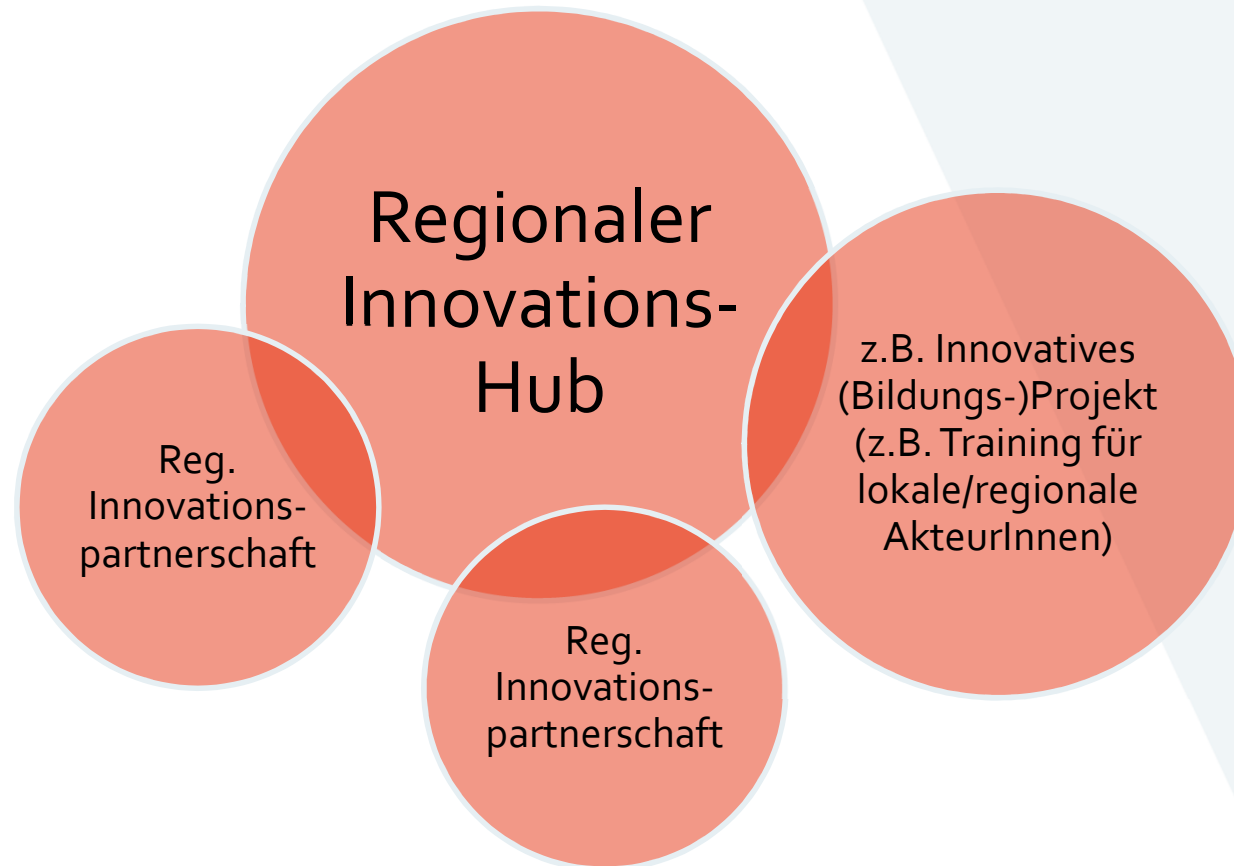 Regionaler
Innovations-
Hub
z.B. Innovatives
(Bildungs-)Projekt
(z.B. Training für
lokale/regionale
AkteurInnen)
Reg.
Innovations-
partnerschaft
Reg.
Innovations-
partnerschaft